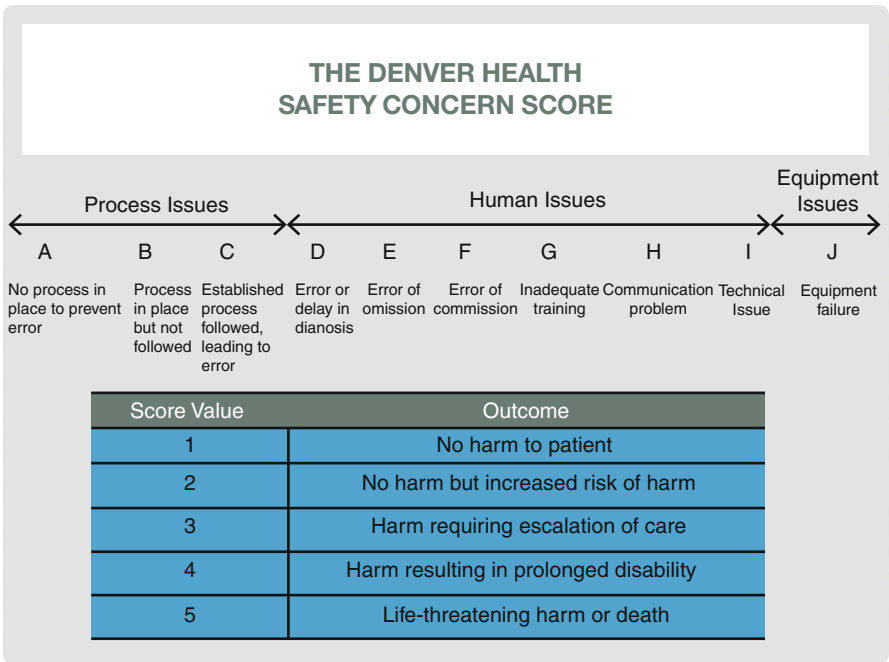 THE DENVER HEALTH
SAFETY CONCERN SCORE
Process Issues
Human Issues
Equipment
Issues
A
B
C
D
E
F
G
H
I
J
No process in
place to prevent
error
Process
in place
but not
followed
Established
process
followed,
leading to
error
Error or
delay in
dianosis
Error of
omission
Error of
commission
Inadequate
training
Communication
problem
Technical
Issue
Equipment
failure
Score Value Outcome
1 No harm to patient
2 No harm but increased risk of harm
3 Harm requiring escalation of care
4 Harm resulting in prolonged disability
5 Life-threatening harm or death